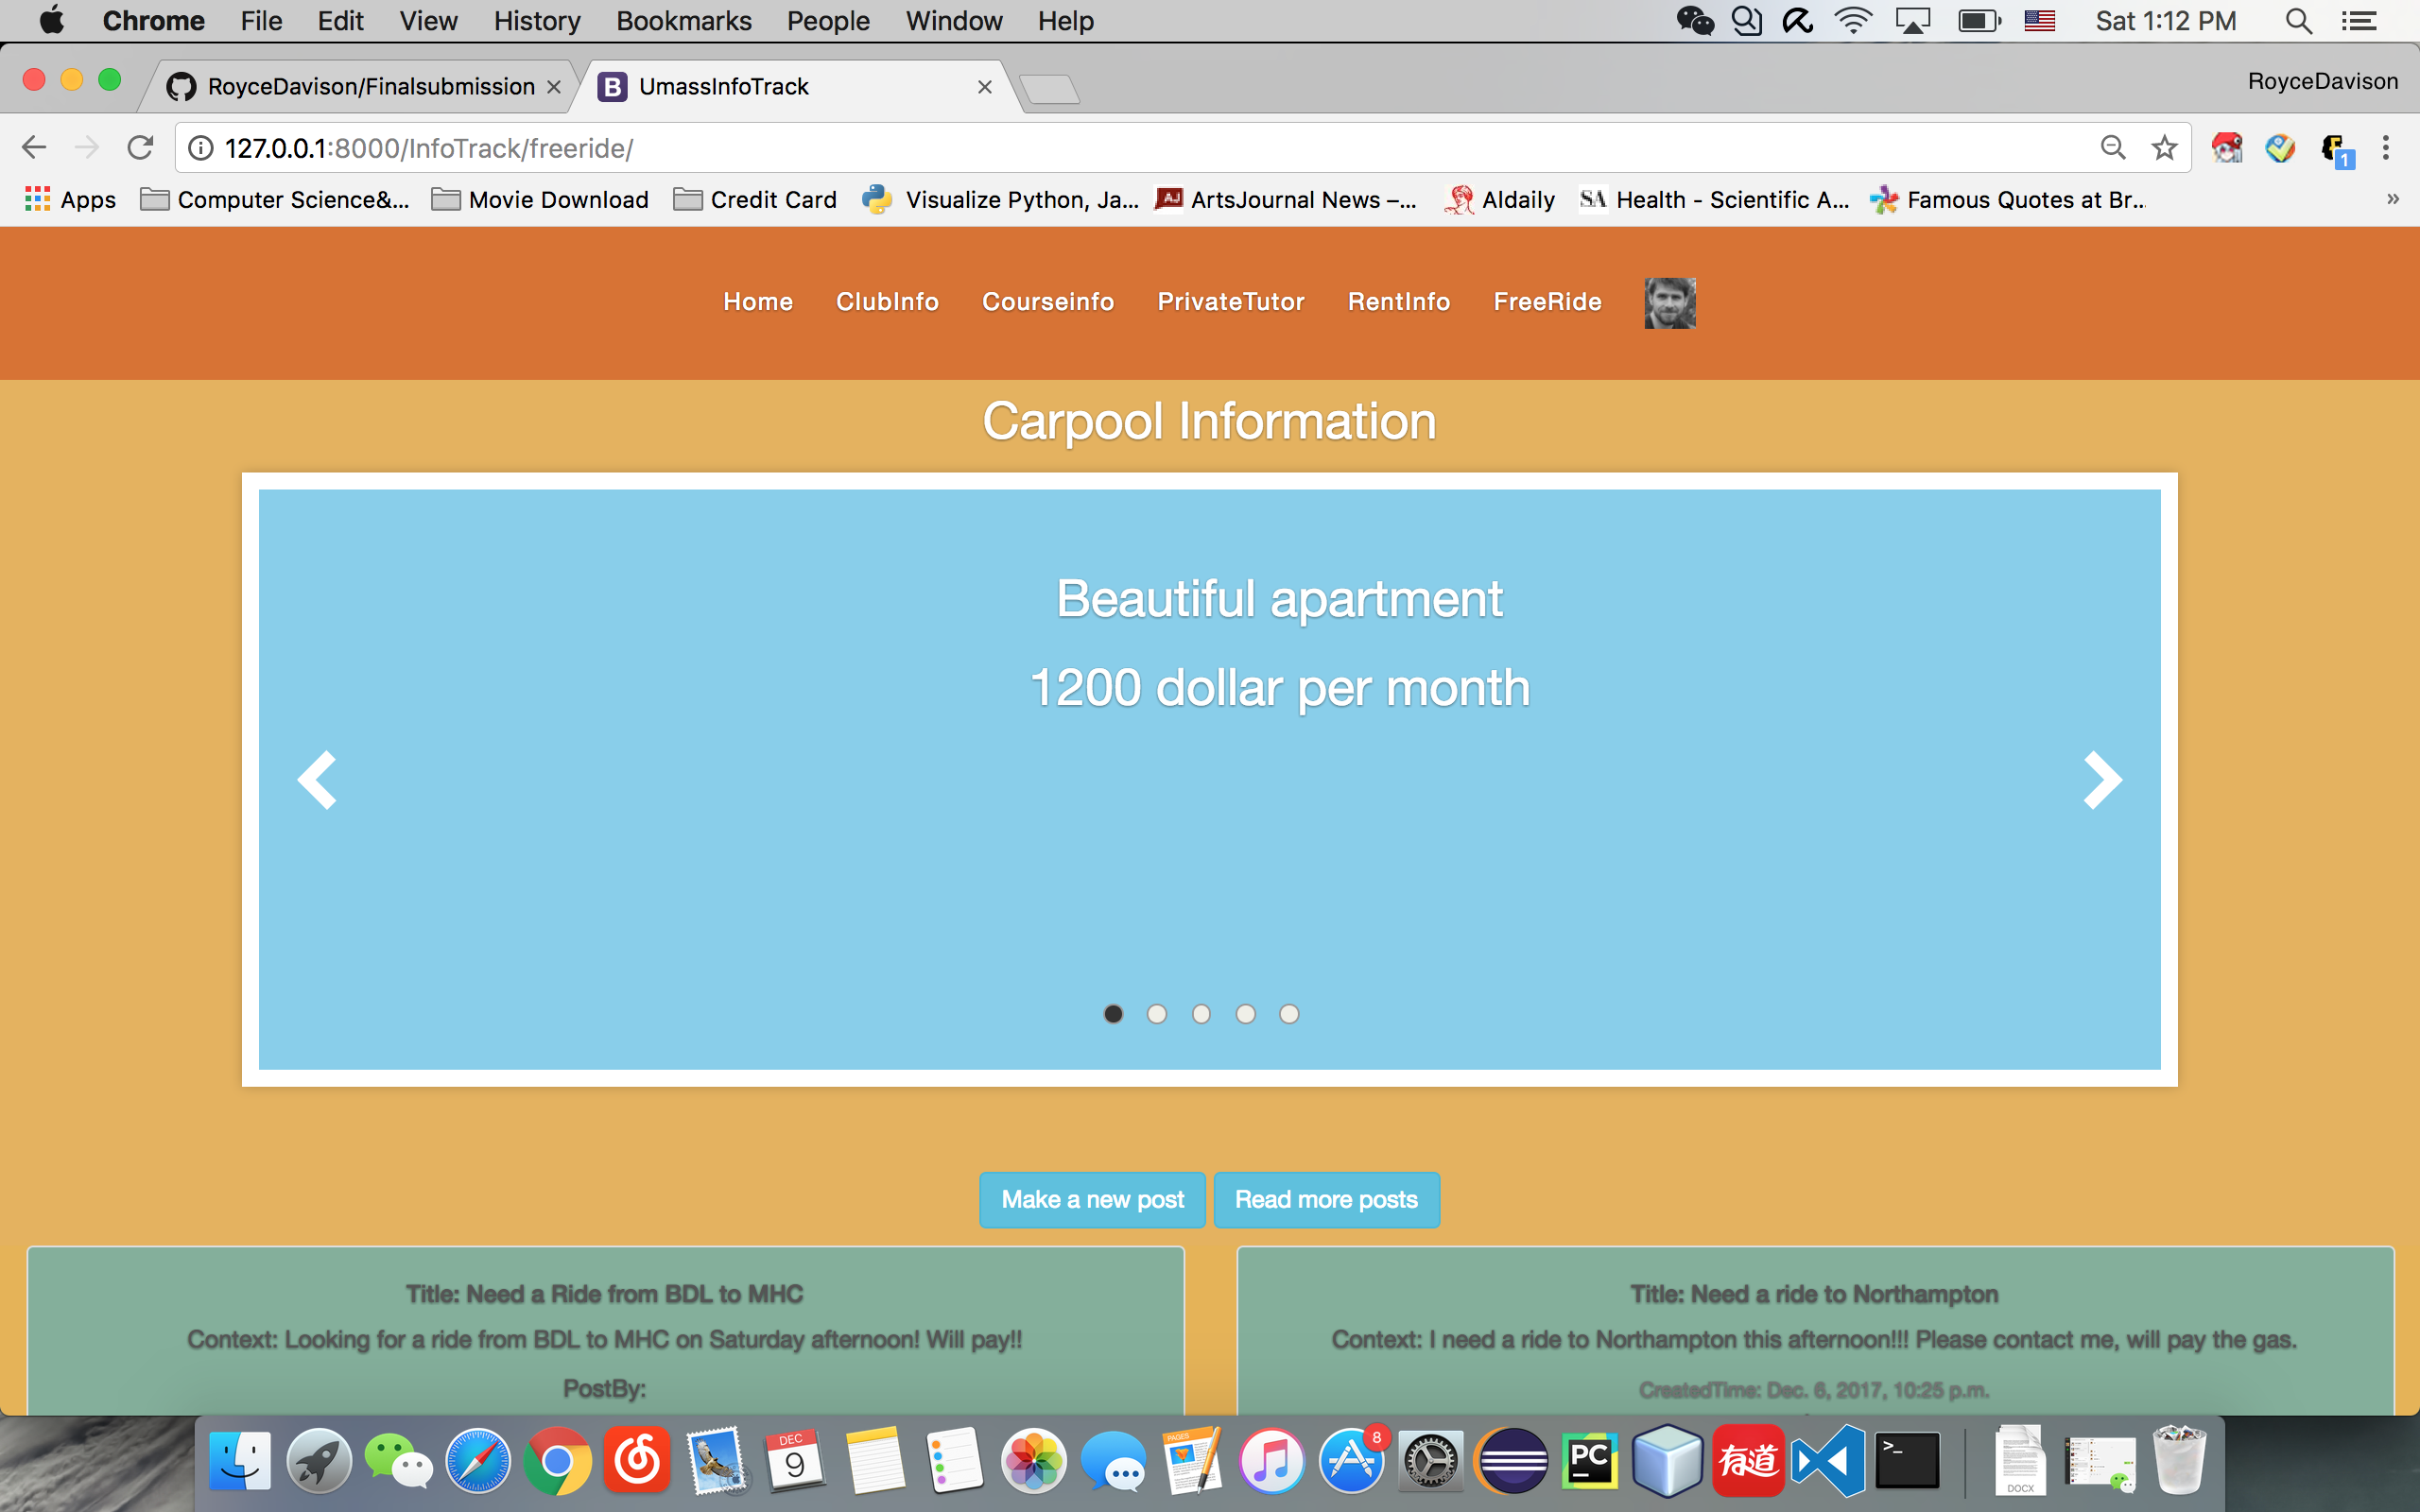 Chrome File Edit View History Bookmarks People Window Help Sat 1:12 PM
RoyceDavison/Finalsubmission UmassInfoTrack RoyceDavison
127.0.0.1:8000/InfoTrack/freeride/
1
Apps Computer Science&... Movie Download Credit Card Visualize Python, Ja... AJ ArtsJournal News –... Aldaily SA Health - Scientific A... Famous Quotes at Br... »
Home ClubInfo Courseinfo PrivateTutor RentInfo FreeRide
Carpool Information
Beautiful apartment
1200 dollar per month
Make a new post Read more posts
Title: Need a Ride from BDL to MHC
Context: Looking for a ride from BDL to MHC on Saturday afternoon! Will pay!!
PostBy:
Title: Need a ride to Northampton
Context: I need a ride to Northampton this afternoon!!! Please contact me, will pay the gas.
CreatedTime: Dec. 6, 2017, 10:25 p.m.
DEC
9
PAGES
8
PC
有道
>_
DOCX